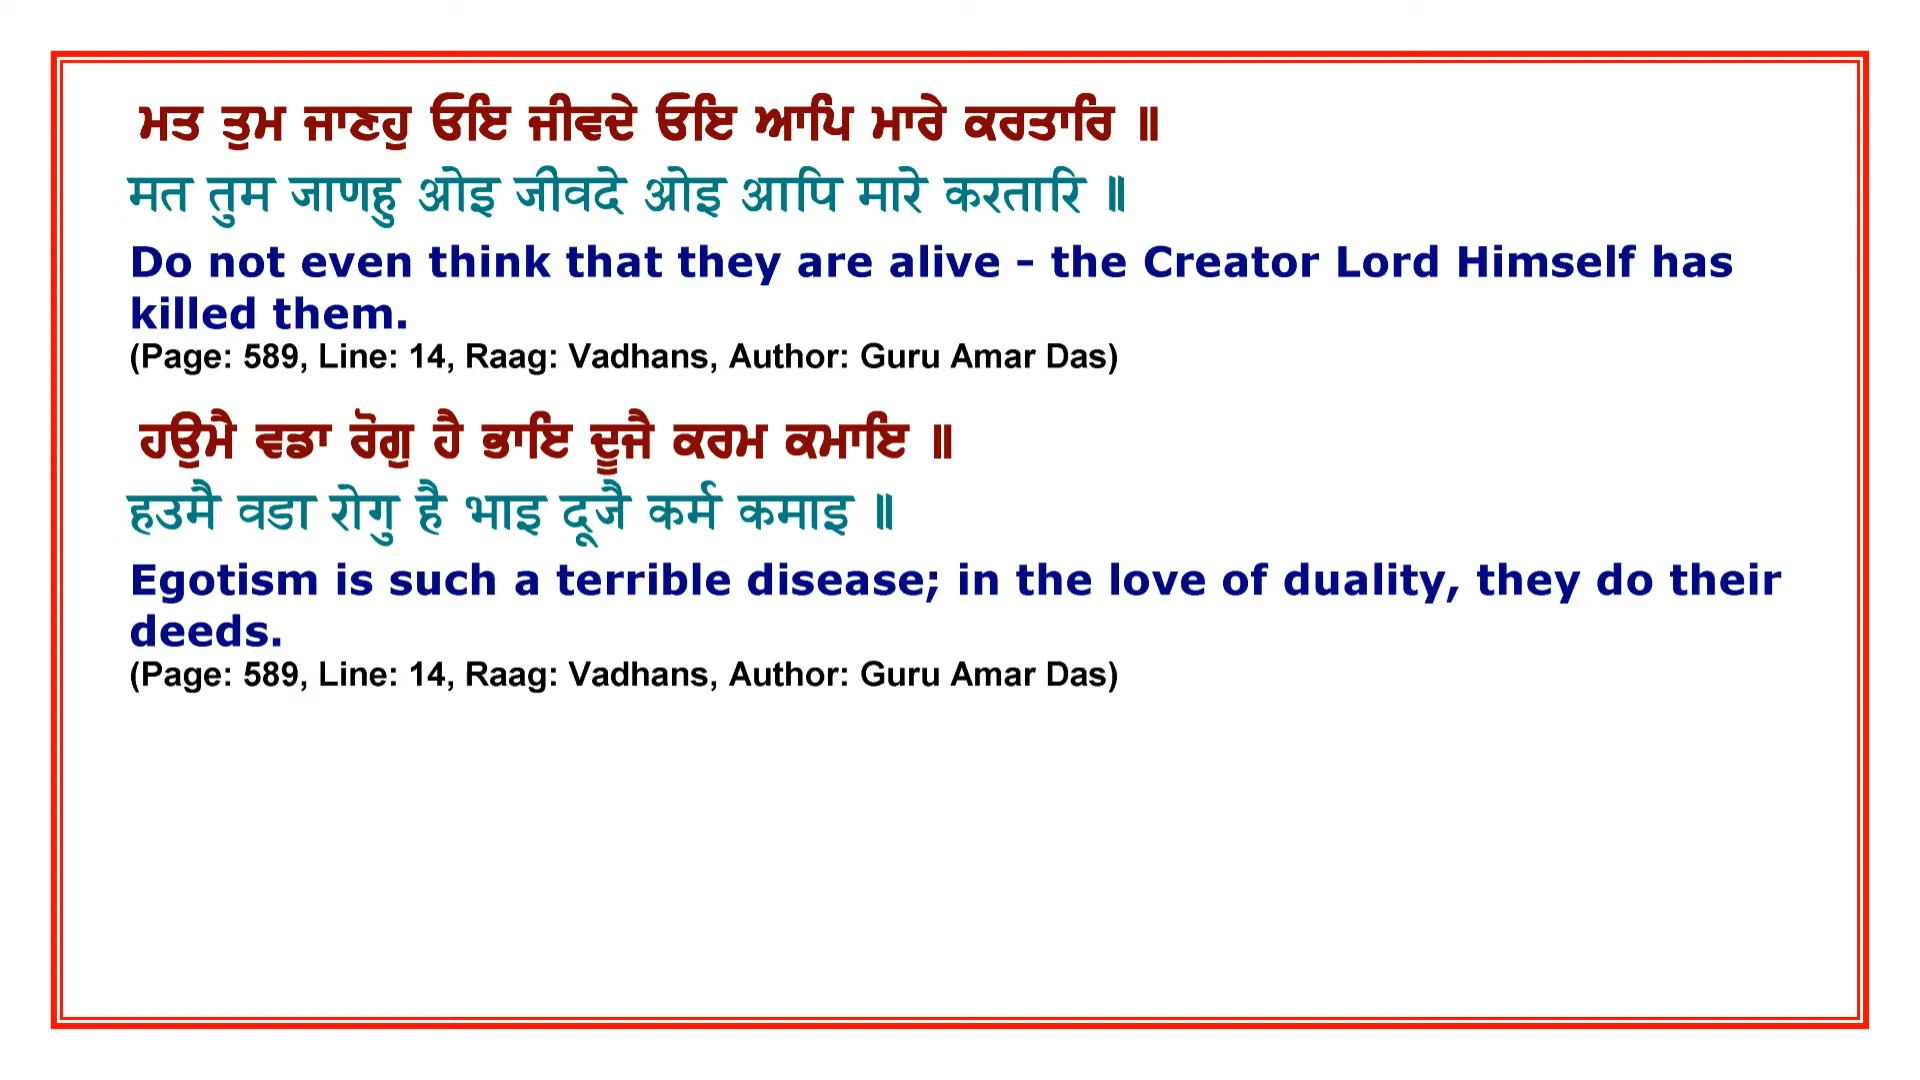 ਮਤ ਤੁਮ ਜਾਣਹੁ ਓਇ ਜੀਵਦੇ ਓਇ ਆਪਿ ਮਾਰੇ ਕਰਤਾਰਿ ॥
मत तुम जाणहु ओइ जीवदे ओइ आपि मारे करतारि ॥
Do not even think that they are alive - the Creator Lord Himself has
killed them.
(Page: 589, Line: 14, Raag: Vadhans, Author: Guru Amar Das)
ਹਉਮੈ ਵਡਾ ਰੋਗੁ ਹੈ ਭਾਇ ਦੂਜੈ ਕਰਮ ਕਮਾਇ ॥
हउमै वडा रोगु है भाइ दूजै कर्म कमाइ ॥
Egotism is such a terrible disease; in the love of duality, they do their
deeds.
(Page: 589, Line: 14, Raag: Vadhans, Author: Guru Amar Das)